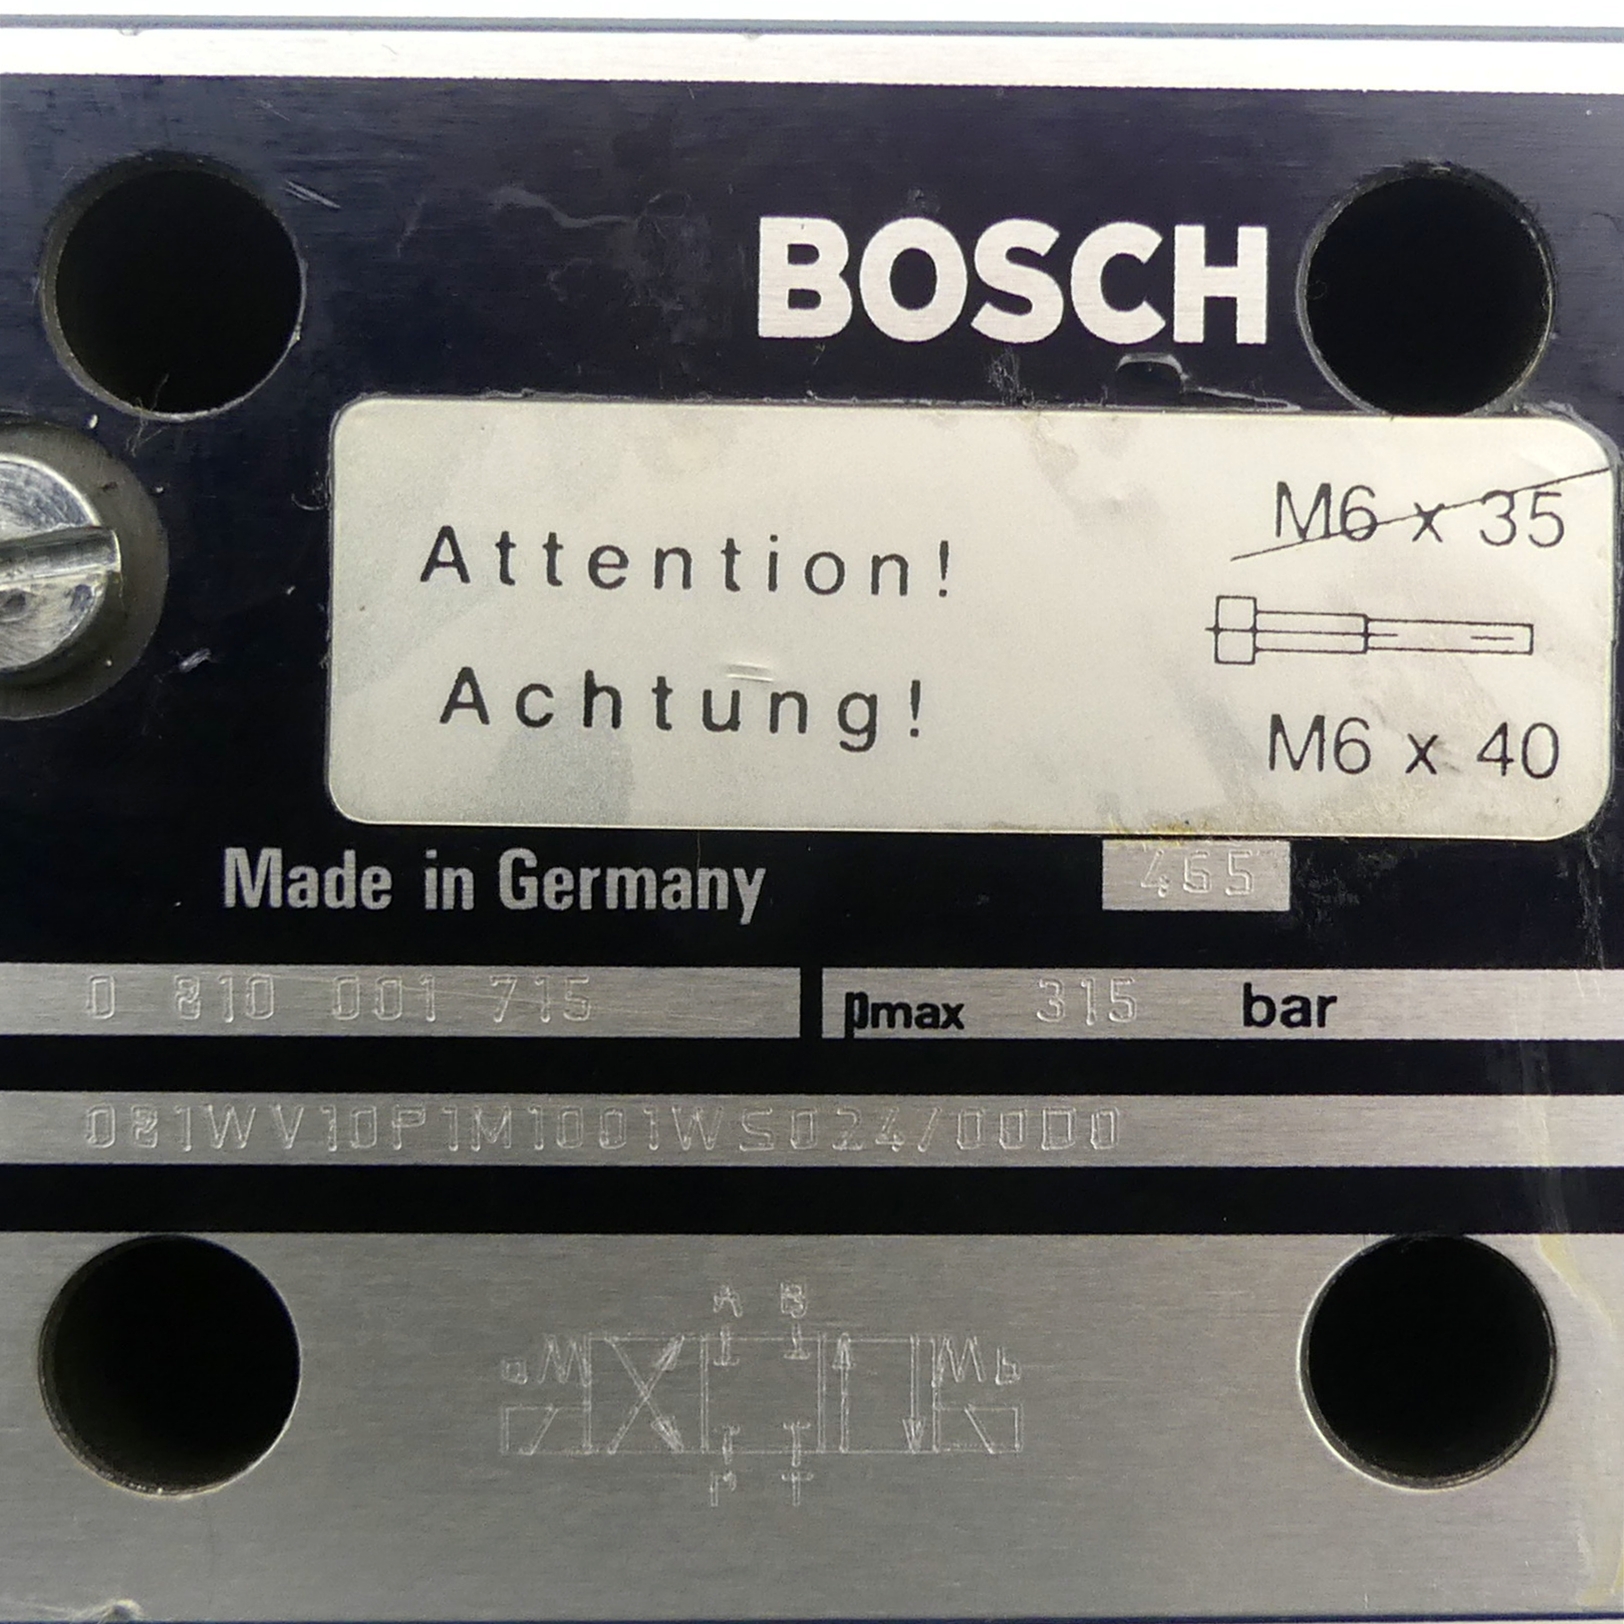 BOSCH
M6 x 35
Attention!
Achtung!
M6 x 40
Made in Germany
465
0 810 001 715
pmax 315 bar
081WV10P1M1001WS024/00D0
A B
a b
P T